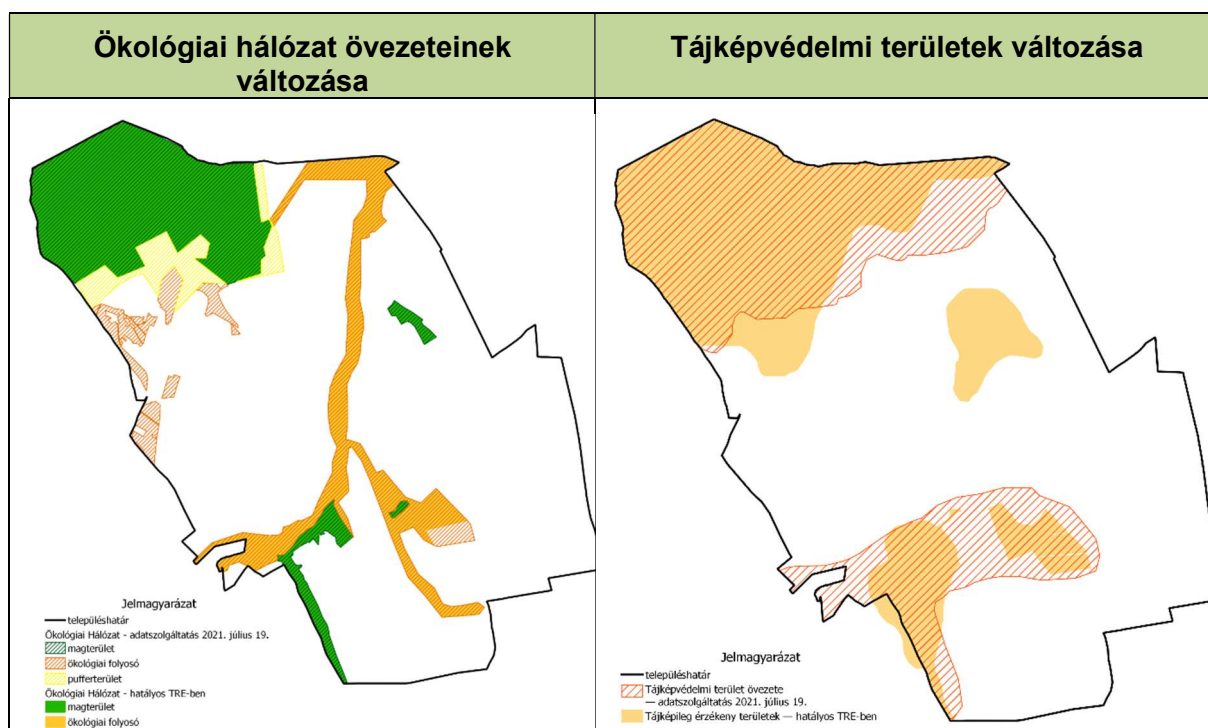 Ökológiai hálózat övezeteinek
változása
Tájképvédelmi területek változása
Jelmagyarázat
településhatár
Ökológiai Hálózat - adatszolgáltatás 2021. július 19.
magterület
ökológiai folyosó
pufferterület
Ökológiai Hálózat - hatályos TRE-ben
magterület
ökológiai folyosó
Jelmagyarázat
településhatár
Tájképvédelmi terület övezete
— adatszolgáltatás 2021. július 19.
Tájképileg érzékeny területek — hatályos TRE-ben